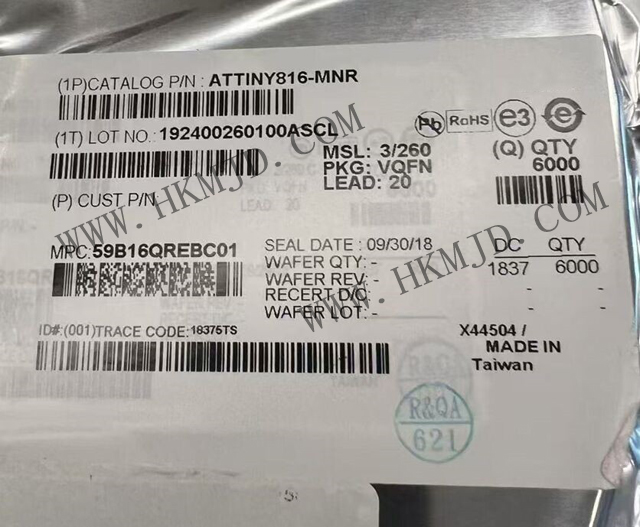 (1P)CATALOG P/N : ATTINY816-MNR
(1T) LOT NO.: 192400260100ASCL
Pb RoHS e3 e
MSL: 3/260 (Q) QTY
PKG: VQFN 6000
LEAD: 20
(P) CUST P/N
MPC:59B16QREBC01
SEAL DATE : 09/30/18 DC QTY
WAFER QTY: - 1837 6000
WAFER REV: - - -
RECERT D/C:
WAFER LOT: - - -
ID#:(001)TRACE CODE: 18375TS
X44504 /
MADE IN
Taiwan
R&QA
621
WWW.HKMJD.COM
WWW.HKMJD.COM